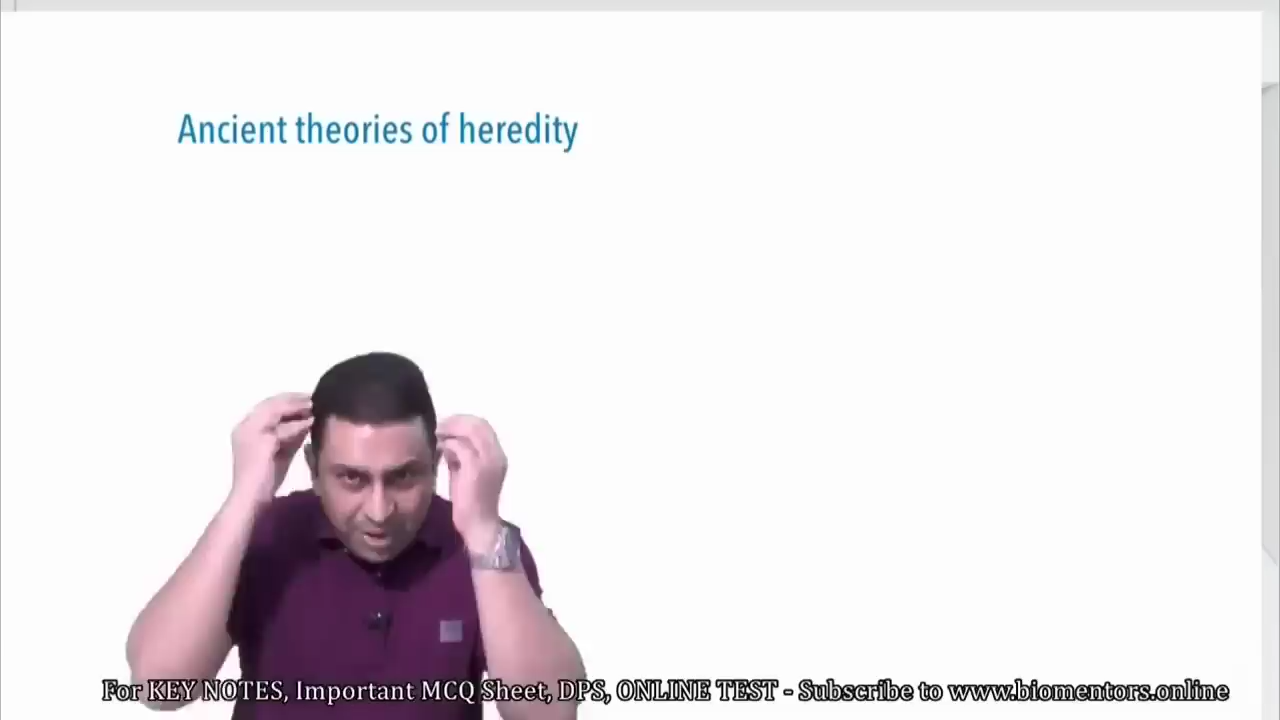 Ancient theories of heredity
For KEY NOTES, Important MCQ Sheet, DPS, ONLINE TEST - Subscribe to www.biomentors.online